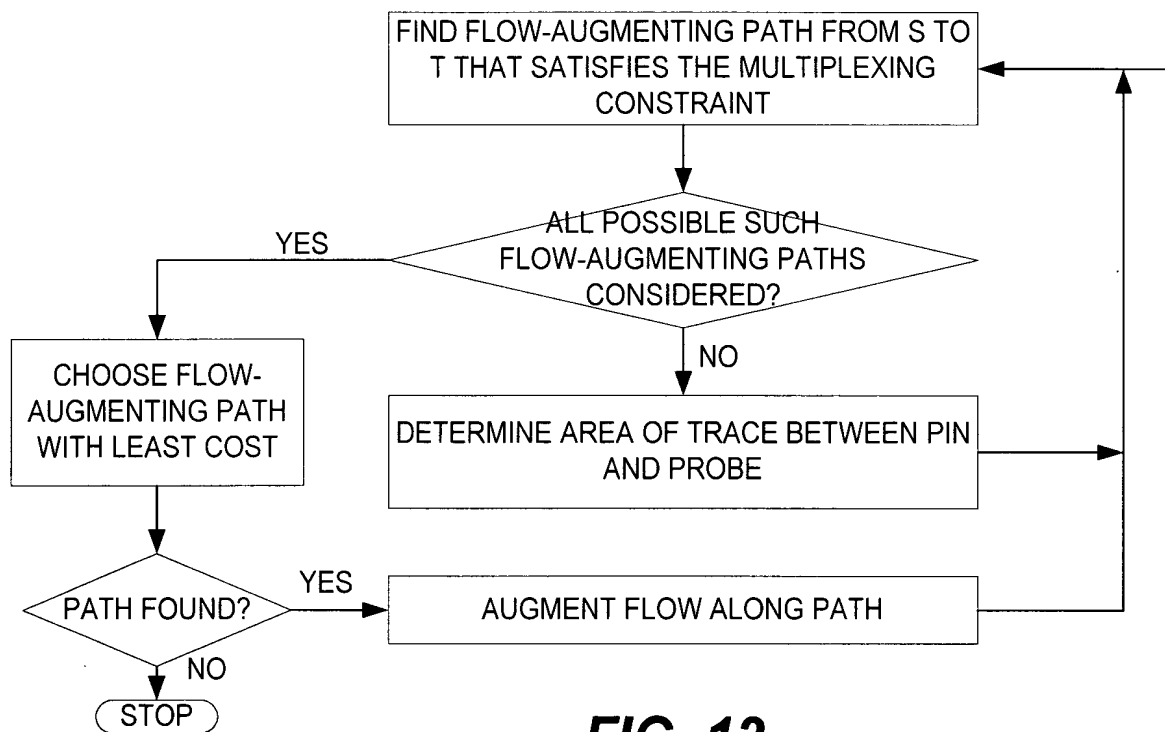 FIND FLOW-AUGMENTING PATH FROM S TO
T THAT SATISFIES THE MULTIPLEXING
CONSTRAINT
ALL POSSIBLE SUCH
FLOW-AUGMENTING PATHS
CONSIDERED?
YES
NO
CHOOSE FLOW-
AUGMENTING PATH
WITH LEAST COST
DETERMINE AREA OF TRACE BETWEEN PIN
AND PROBE
PATH FOUND?
YES
AUGMENT FLOW ALONG PATH
NO
STOP